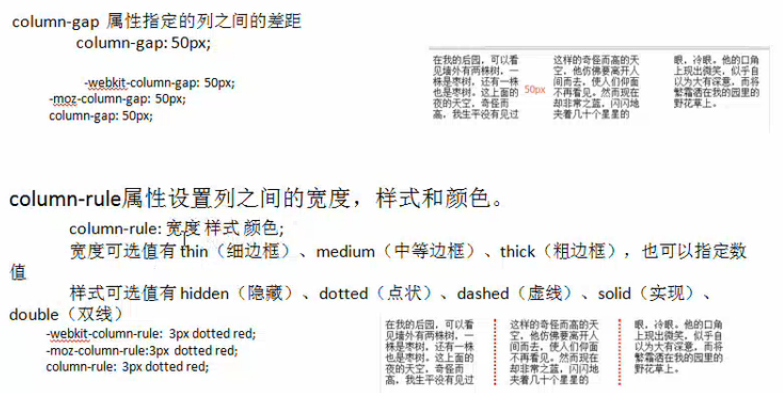 column-gap 属性指定的列之间的差距
column-gap: 50px;
-webkit-column-gap: 50px;
-moz-column-gap: 50px;
column-gap: 50px;
在我的后园，可以看
见墙外有两株树，一
株是枣树，还有一株
也是枣树。这上面的
夜的天空，奇怪而
高，我生平没有见过
50px
这样的奇怪而高的天
空，他仿佛要离开人
间而去，使人们仰面
不再看见。然而现在
却非常之蓝，闪闪地
夹着几十个星星的
眼，冷眼。他的口角
上现出微笑，似乎自
以为大有深意，而将
繁霜洒在我的园里的
野花草上。
column-rule属性设置列之间的宽度，样式和颜色。
column-rule: 宽度 样式 颜色;
宽度可选值有 thin（细边框）、medium（中等边框）、thick（粗边框），也可以指定数
值
样式可选值有 hidden（隐藏）、dotted（点状）、dashed（虚线）、solid（实现）、
double（双线）
-webkit-column-rule: 3px dotted red;
-moz-column-rule:3px dotted red;
column-rule: 3px dotted red;
在我的后园，可以看
见墙外有两株树，一
株是枣树，还有一株
也是枣树。这上面的
夜的天空，奇怪而
高，我生平没有见过
这样的奇怪而高的天
空，他仿佛要离开人
间而去，使人们仰面
不再看见。然而现在
却非常之蓝，闪闪地
夹着几十个星星的
眼，冷眼。他的口角
上现出微笑，似乎自
以为大有深意，而将
繁霜洒在我的园里的
野花草上。